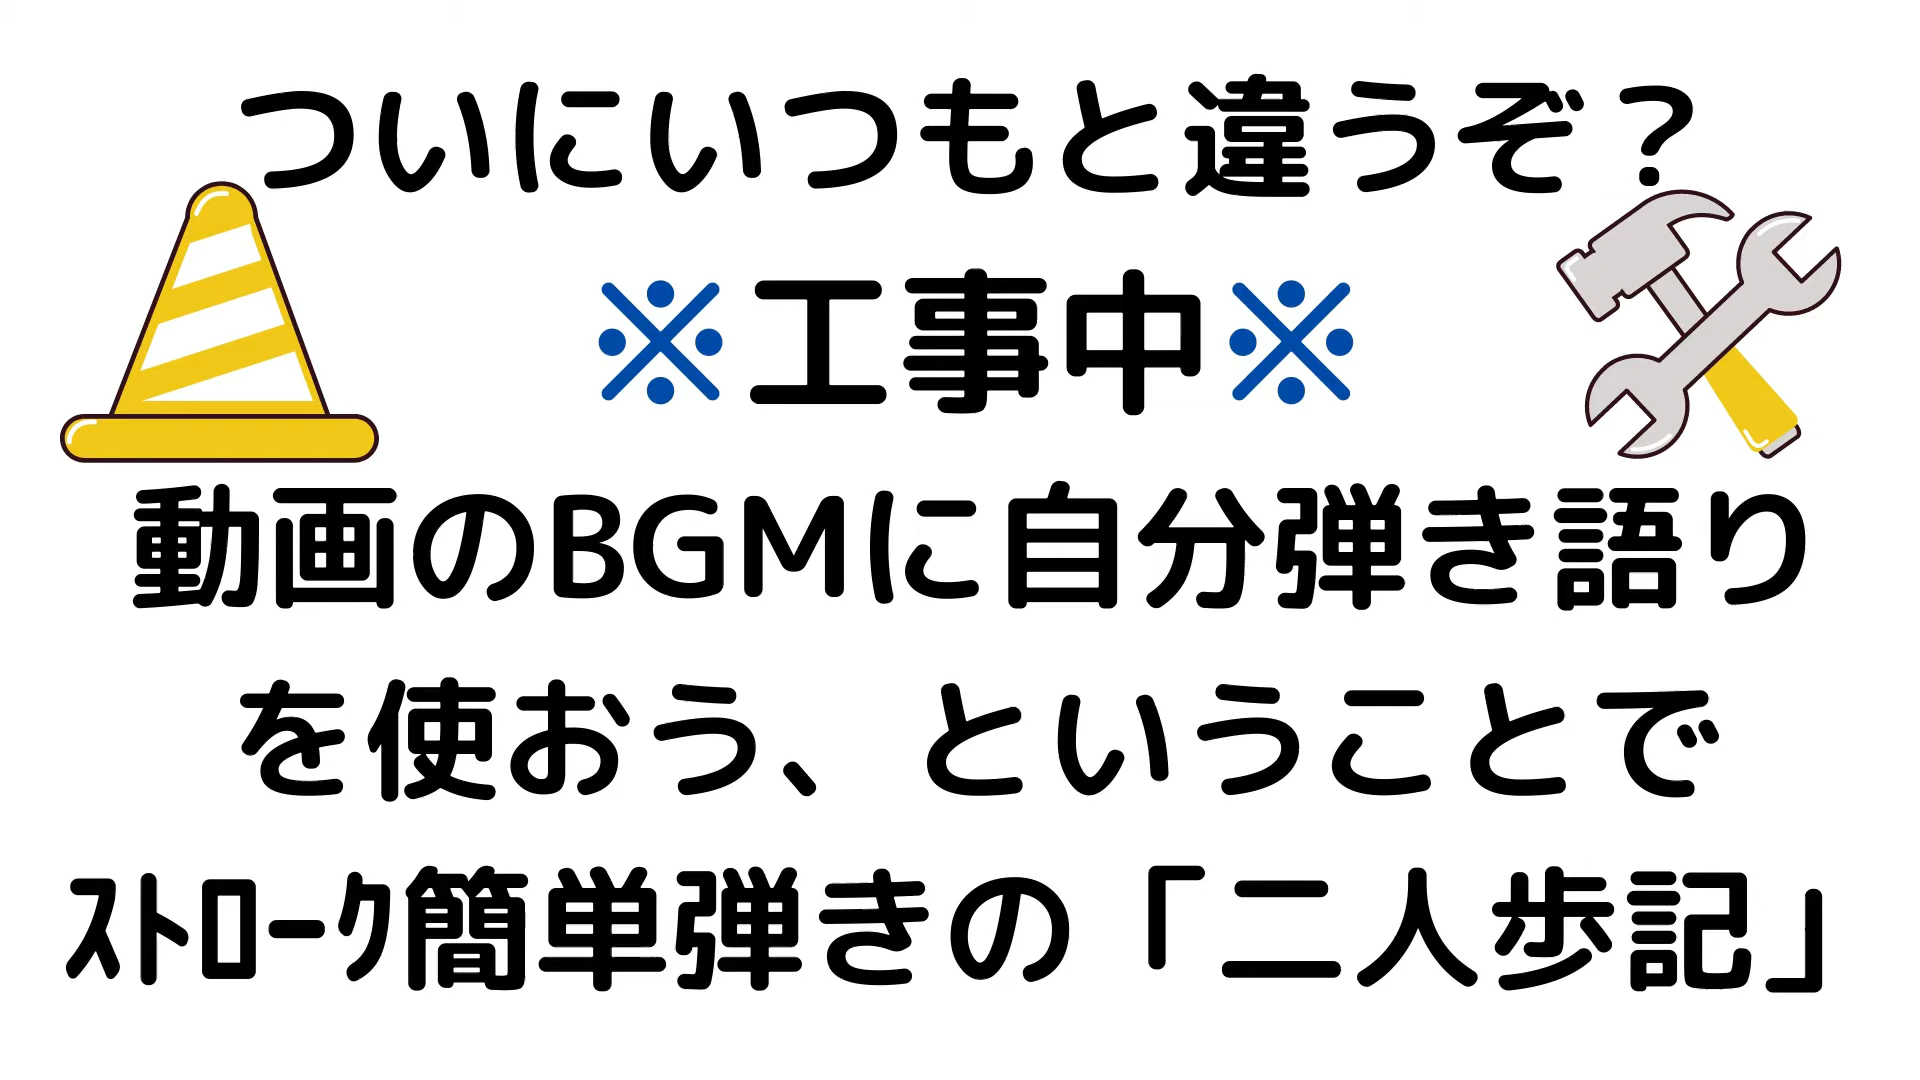 ついにいつもと違うぞ？
※工事中※
動画のBGMに自分弾き語り
を使おう、ということで
ｽﾄﾛｰｸ簡単弾きの「二人歩記」